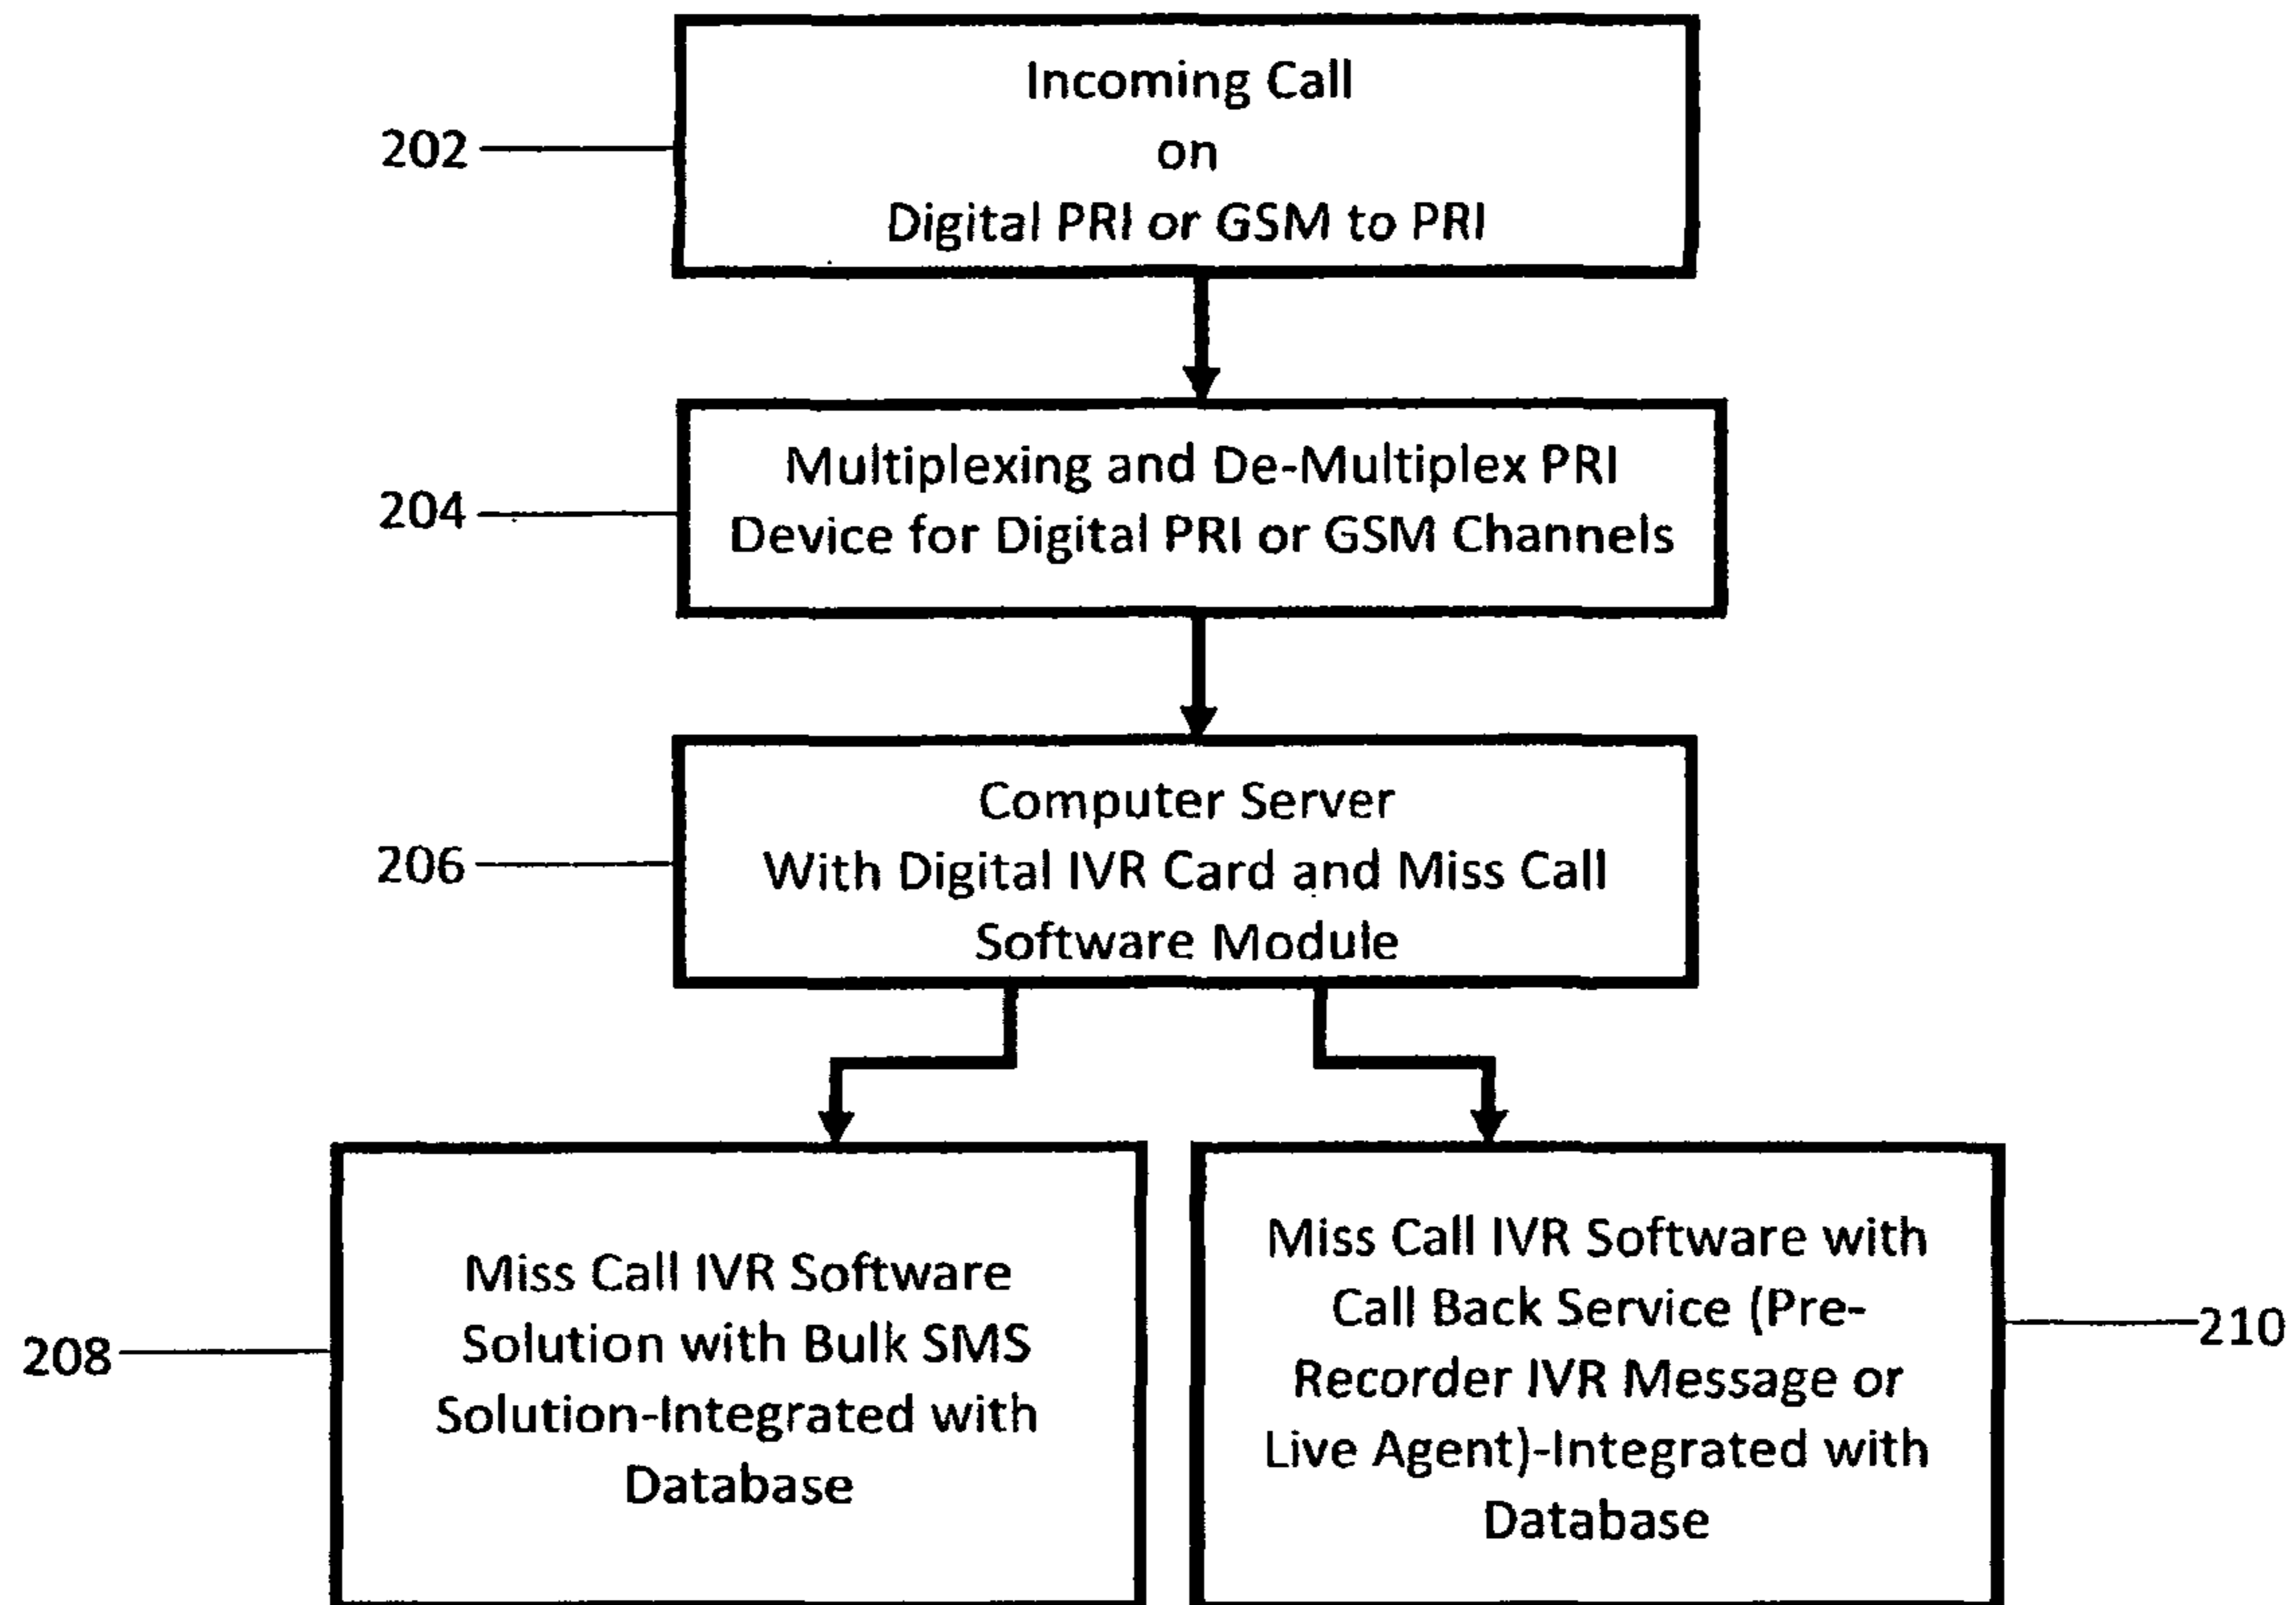 Incoming Call
on
Digital PRI or GSM to PRI
202
Multiplexing and De-Multiplex PRI
Device for Digital PRI or GSM Channels
204
Computer Server
With Digital IVR Card and Miss Call
Software Module
206
Miss Call IVR Software
Solution with Bulk SMS
Solution-Integrated with
Database
208
Miss Call IVR Software with
Call Back Service (Pre-
Recorder IVR Message or
Live Agent)-Integrated with
Database
210